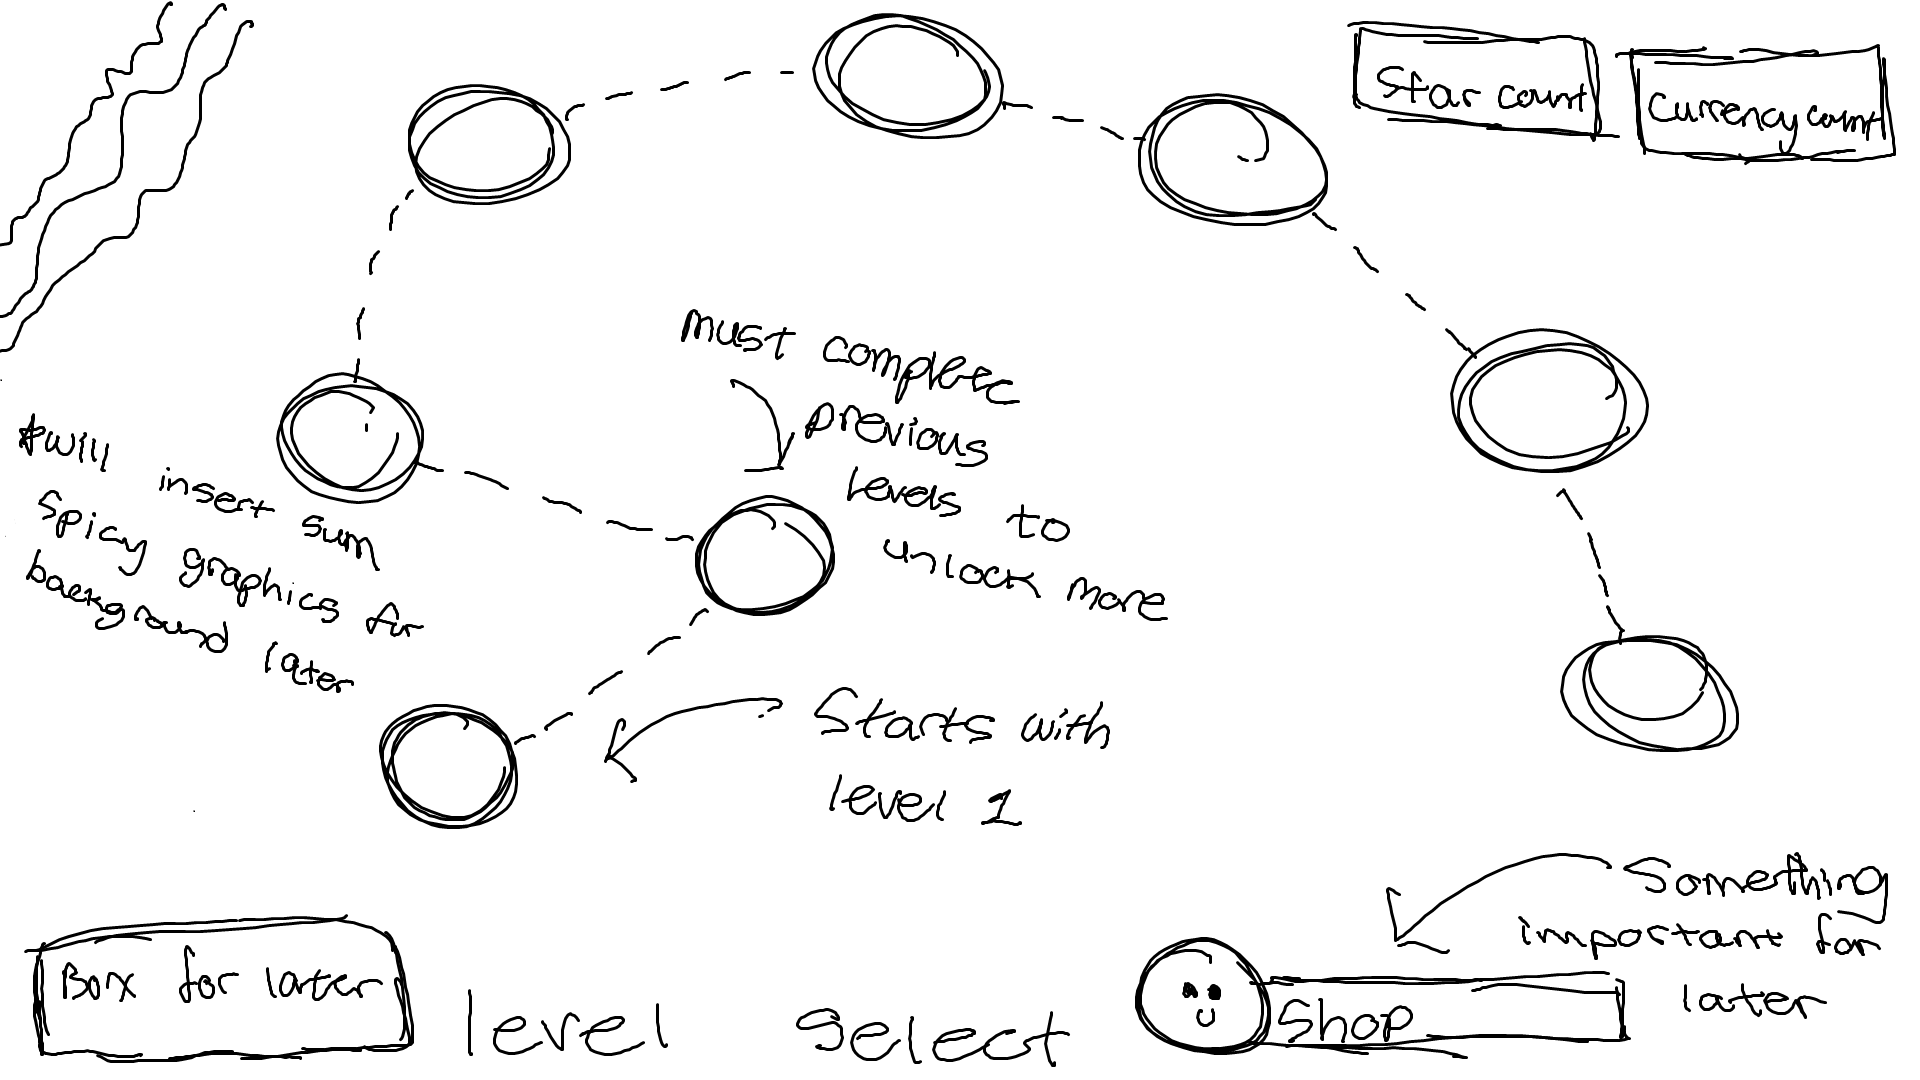 Star count
Currency count
must complete
previous
levels to
unlock more
*will
insert sum
spicy graphics for
background later
Starts with
level 1
Something
important for
later
Box for later
level select
Shop